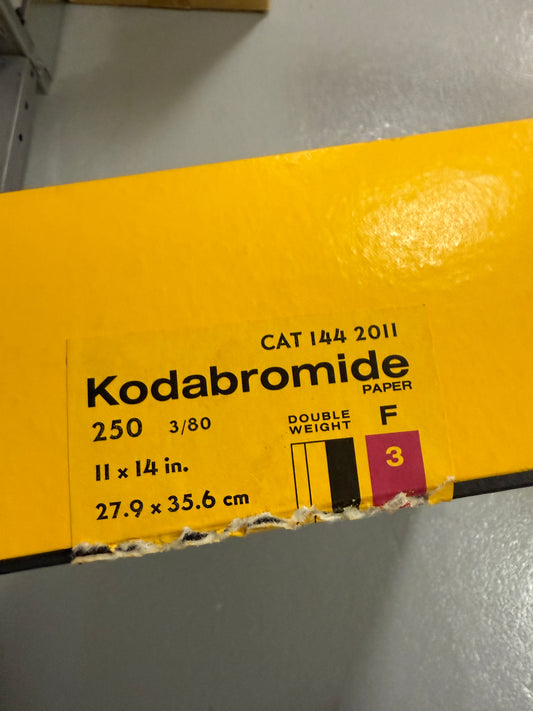 CAT 144 2011
Kodabromide
PAPER
250 3/80
DOUBLE WEIGHT F
11 x 14 in.
3
27.9 x 35.6 cm